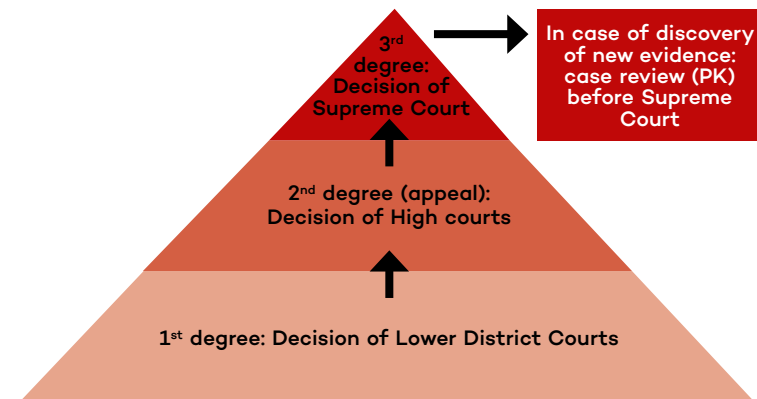 3rd
degree:
Decision of
Supreme Court
In case of discovery
of new evidence:
case review (PK)
before Supreme
Court
2nd degree (appeal):
Decision of High courts
1st degree: Decision of Lower District Courts